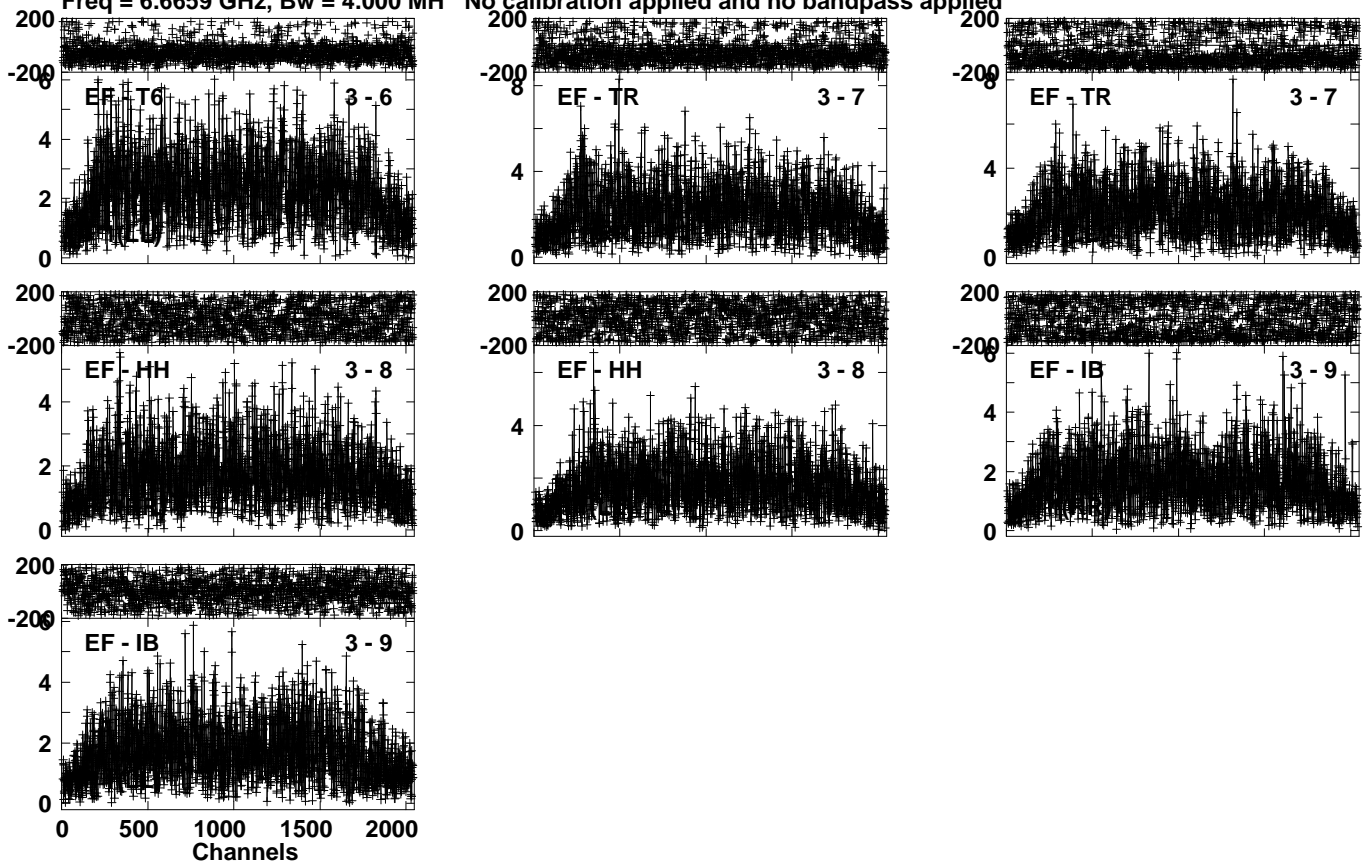 Freq = 6.6659 GHz, Bw = 4.000 MH No calibration applied and no bandpass applied
200 200 200
-200 -200 -200
6 8 8
EF - T6 3 - 6 EF - TR 3 - 7 EF - TR 3 - 7
4 4 4
2
0 0 0
200 200 200
-200 -200 -200
6
EF - HH 3 - 8 EF - HH 3 - 8 EF - IB 3 - 9
4 4 4
2 2
0 0 0
200
-200
6
EF - IB 3 - 9
4
2
0
0 500 1000 1500 2000
Channels